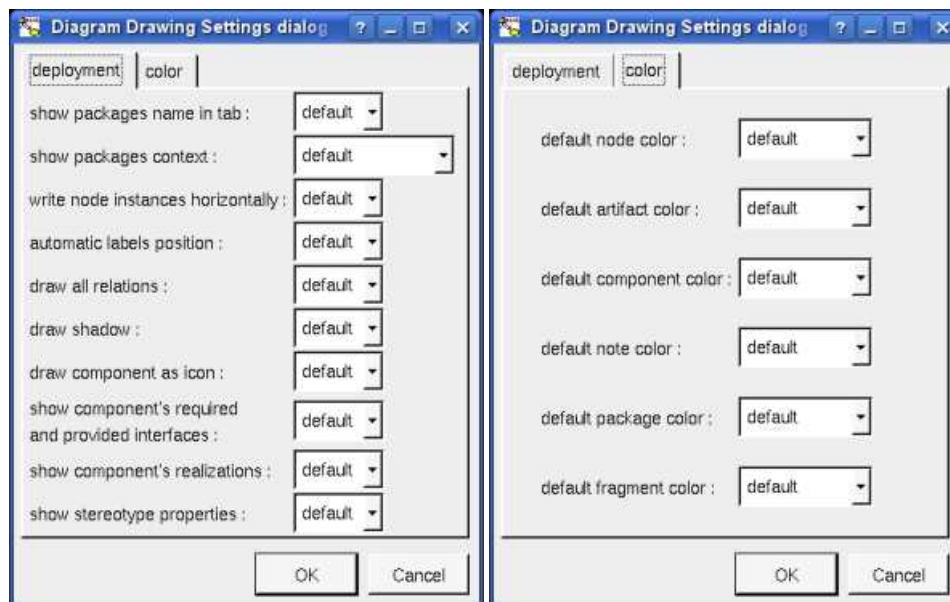 Diagram Drawing Settings dialog
deployment color
show packages name in tab : default
show packages context : default
write node instances horizontally : default
automatic labels position : default
draw all relations : default
draw shadow : default
draw component as icon : default
show component's required
and provided interfaces : default
show component's realizations : default
show stereotype properties : default
OK Cancel
Diagram Drawing Settings dialog
deployment color
default node color : default
default artifact color : default
default component color : default
default note color : default
default package color : default
default fragment color : default
OK Cancel